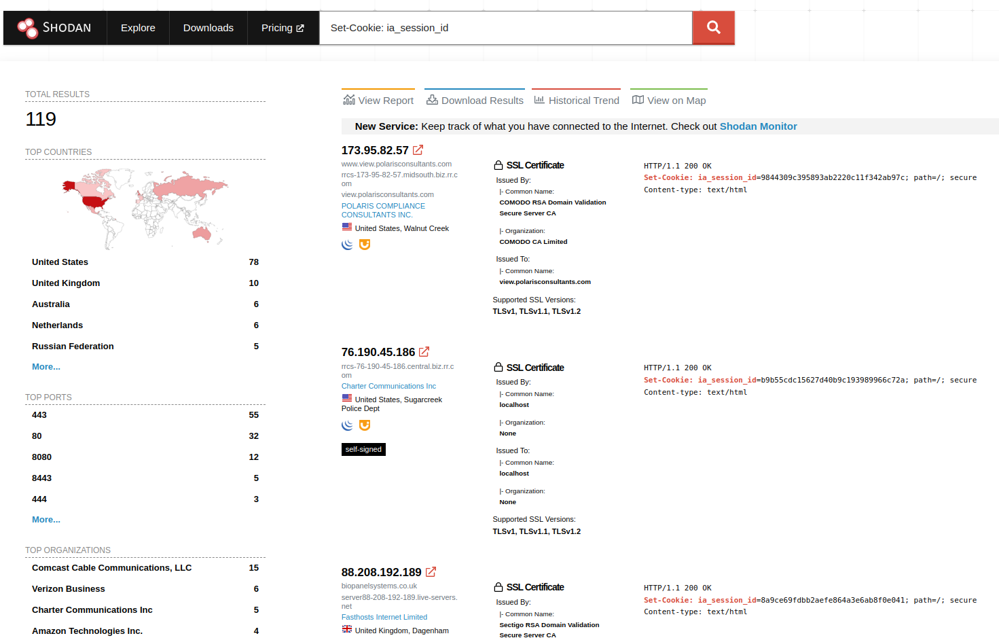 SHODAN
Explore
Downloads
Pricing
Set-Cookie: ia_session_id
TOTAL RESULTS
119
TOP COUNTRIES
United States 78
United Kingdom 10
Australia 6
Netherlands 6
Russian Federation 5
More...
TOP PORTS
443 55
80 32
8080 12
8443 5
444 3
More...
TOP ORGANIZATIONS
Comcast Cable Communications, LLC 15
Verizon Business 6
Charter Communications Inc 5
Amazon Technologies Inc. 4
View Report
Download Results
Historical Trend
View on Map
New Service: Keep track of what you have connected to the Internet. Check out Shodan Monitor
173.95.82.57
www.view.polarisconsultants.com
rrcs-173-95-82-57.midsouth.biz.rr.c
om
view.polarisconsultants.com
POLARIS COMPLIANCE
CONSULTANTS INC.
United States, Walnut Creek
SSL Certificate
Issued By:
|- Common Name:
COMODO RSA Domain Validation
Secure Server CA
|- Organization:
COMODO CA Limited
Issued To:
|- Common Name:
view.polarisconsultants.com
Supported SSL Versions:
TLSv1, TLSv1.1, TLSv1.2
HTTP/1.1 200 OK
Set-Cookie: ia_session_id=9844309c395893ab2220c11f342ab97c; path=/; secure
Content-type: text/html
76.190.45.186
rrcs-76-190-45-186.central.biz.rr.c
om
Charter Communications Inc
United States, Sugarcreek
Police Dept
self-signed
SSL Certificate
Issued By:
|- Common Name:
localhost
|- Organization:
None
Issued To:
|- Common Name:
localhost
|- Organization:
None
Supported SSL Versions:
TLSv1, TLSv1.1, TLSv1.2
HTTP/1.1 200 OK
Set-Cookie: ia_session_id=b9b55cdc15627d40b9c193989966c72a; path=/; secure
Content-type: text/html
88.208.192.189
biopanelsystems.co.uk
server88-208-192-189.live-servers.
net
Fasthosts Internet Limited
United Kingdom, Dagenham
SSL Certificate
Issued By:
|- Common Name:
Sectigo RSA Domain Validation
Secure Server CA
HTTP/1.1 200 OK
Set-Cookie: ia_session_id=8a9ce69fdbb2aefe864a3e6ab8f0e041; path=/; secure
Content-type: text/html